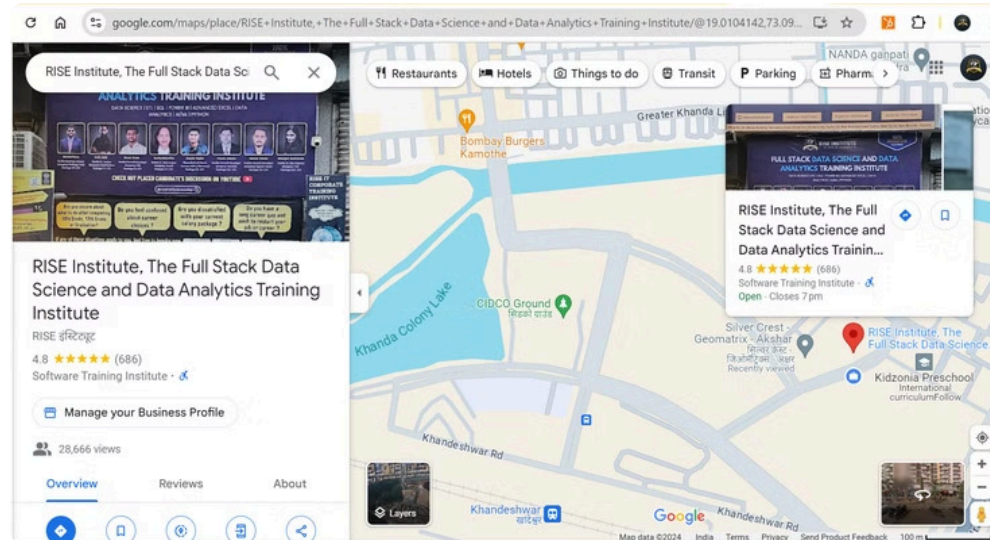 google.com/maps/place/RISE+Institute,+The+Full+Stack+Data+Science+and+Data+Analytics+Training+Institute/@19.0104142,73.09...
RISE Institute, The Full Stack Data Sci
ANALYTICS TRAINING INSTITUTE
CHECK OUT PLACED CANDIDATE'S DISCUSSION ON YOUTUBE
RISE IT
CORPORATE
TRAINING
INSTITUTE
RISE Institute, The Full Stack Data
Science and Data Analytics Training
Institute
RISE इंस्टिट्यूट
4.8
(686)
Software Training Institute ·
Manage your Business Profile
28,666 views
Overview
Reviews
About
Restaurants
Hotels
Things to do
Transit
Parking
Pharm
NANDA ganpati
Greater Khanda Li
Bombay Burgers
Kamothe
RISE INSTITUTE
FULL STACK DATA SCIENCE AND DATA
ANALYTICS TRAINING INSTITUTE
RISE Institute, The Full
Stack Data Science and
Data Analytics Trainin...
4.8
(686)
Software Training Institute ·
Open · Closes 7 pm
Khanda Colony Lake
CIDCO Ground
सिडको ग्राउंड
Silver Crest -
Geomatrix - Akshar
Recently viewed
RISE Institute, The
Full Stack Data Science
Kidzonia Preschool
International
curriculumFollow
Khandeshwar Rd
Layers
Khandeshwar
खांदेश्वर
Google
Khandeshwar Rd
Map data ©2024
India
Terms
Privacy
Send Product Feedback
100 m